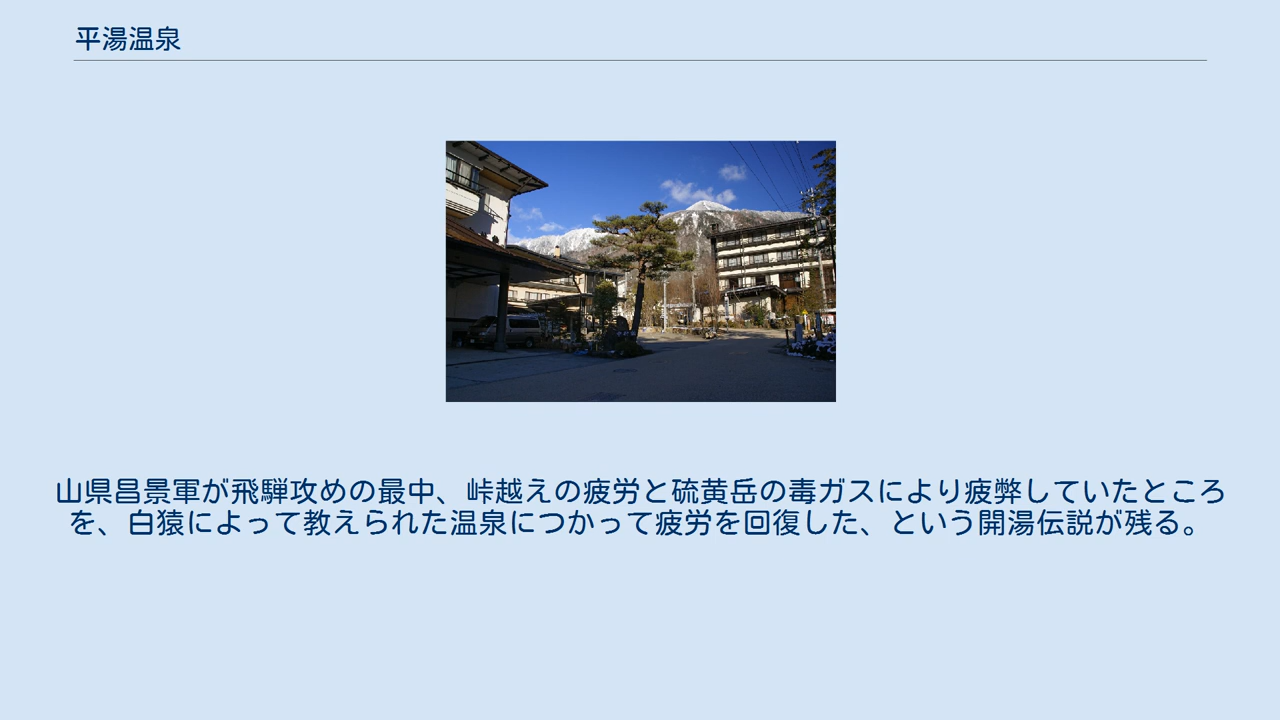 平湯温泉
山県昌景軍が飛騨攻めの最中、峠越えの疲労と硫黄岳の毒ガスにより疲弊していたところ
を、白猿によって教えられた温泉につかって疲労を回復した、という開湯伝説が残る。